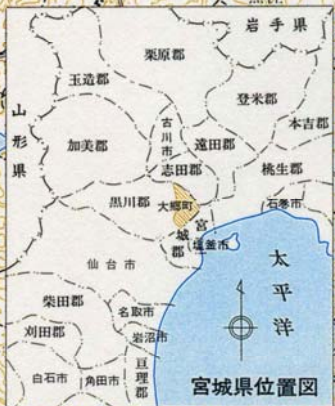 岩手県
栗原郡
玉造郡
登米郡
本吉郡
山形県
古川市
加美郡
遠田郡
志田郡
桃生郡
黒川郡
大郷町
石巻市
宮城郡
塩釜市
仙台市
太平洋
柴田郡
名取市
刈田郡
岩沼市
亘理郡
白石市
角田市
宮城県位置図